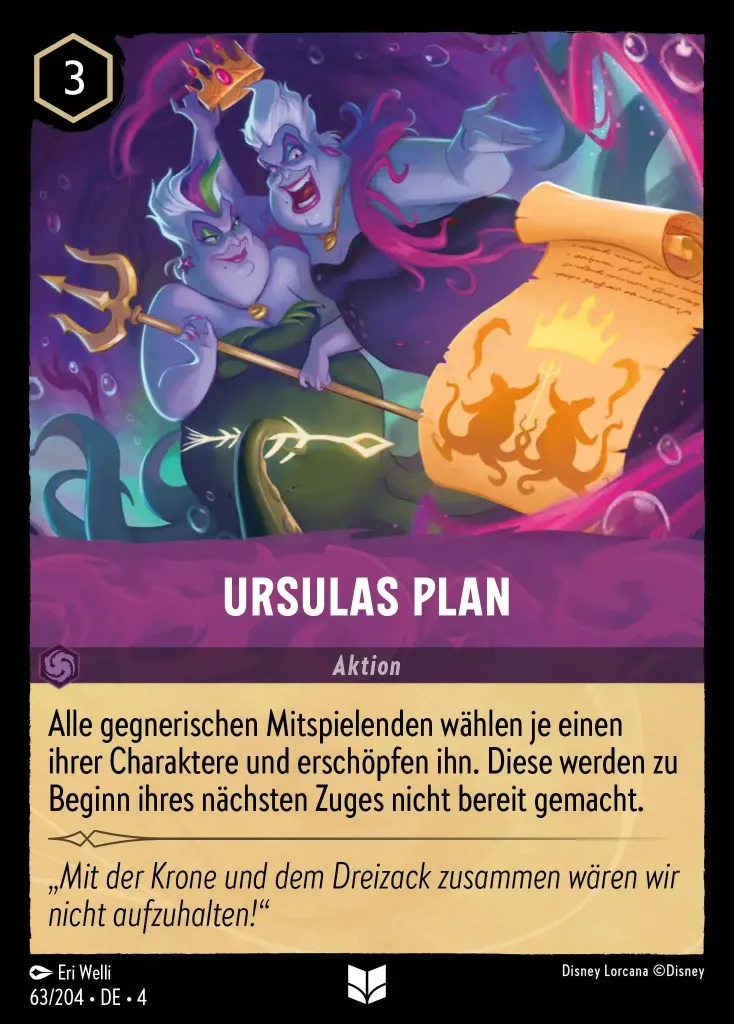 3
URSULAS PLAN
Aktion
Alle gegnerischen Mitspielenden wählen je einen
ihrer Charaktere und erschöpfen ihn. Diese werden zu
Beginn ihres nächsten Zuges nicht bereit gemacht.
„Mit der Krone und dem Dreizack zusammen wären wir
nicht aufzuhalten!“
Eri Welli
Disney Lorcana ©Disney
63/204 • DE • 4